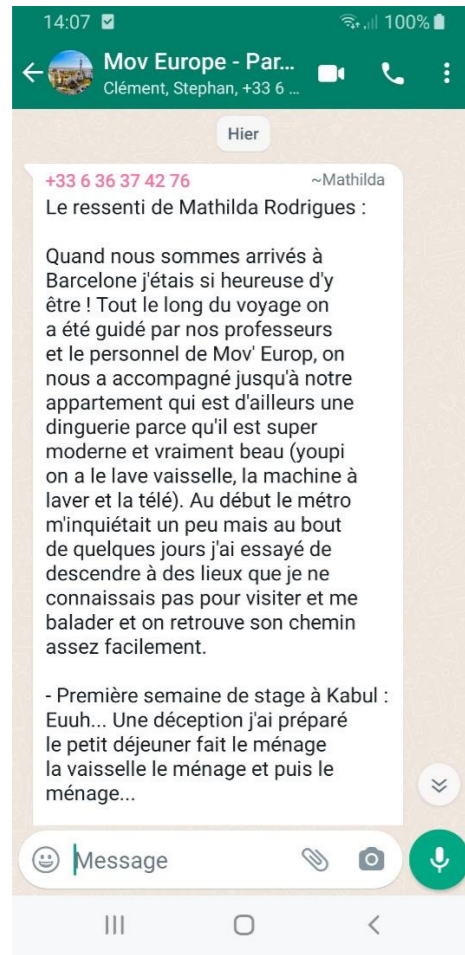 14:07 100%
Mov Europe - Par...
Clément, Stephan, +33 6 ...
Hier
+33 6 36 37 42 76 ~Mathilda
Le ressenti de Mathilda Rodrigues :
Quand nous sommes arrivés à
Barcelone j'étais si heureuse d'y
être ! Tout le long du voyage on
a été guidé par nos professeurs
et le personnel de Mov' Europ, on
nous a accompagné jusqu'à notre
appartement qui est d'ailleurs une
dinguerie parce qu'il est super
moderne et vraiment beau (youpi
on a le lave vaisselle, la machine à
laver et la télé). Au début le métro
m'inquiétait un peu mais au bout
de quelques jours j'ai essayé de
descendre à des lieux que je ne
connaissais pas pour visiter et me
balader et on retrouve son chemin
assez facilement.
- Première semaine de stage à Kabul :
Euuh... Une déception j'ai préparé
le petit déjeuner fait le ménage
la vaisselle le ménage et puis le
ménage...
Message